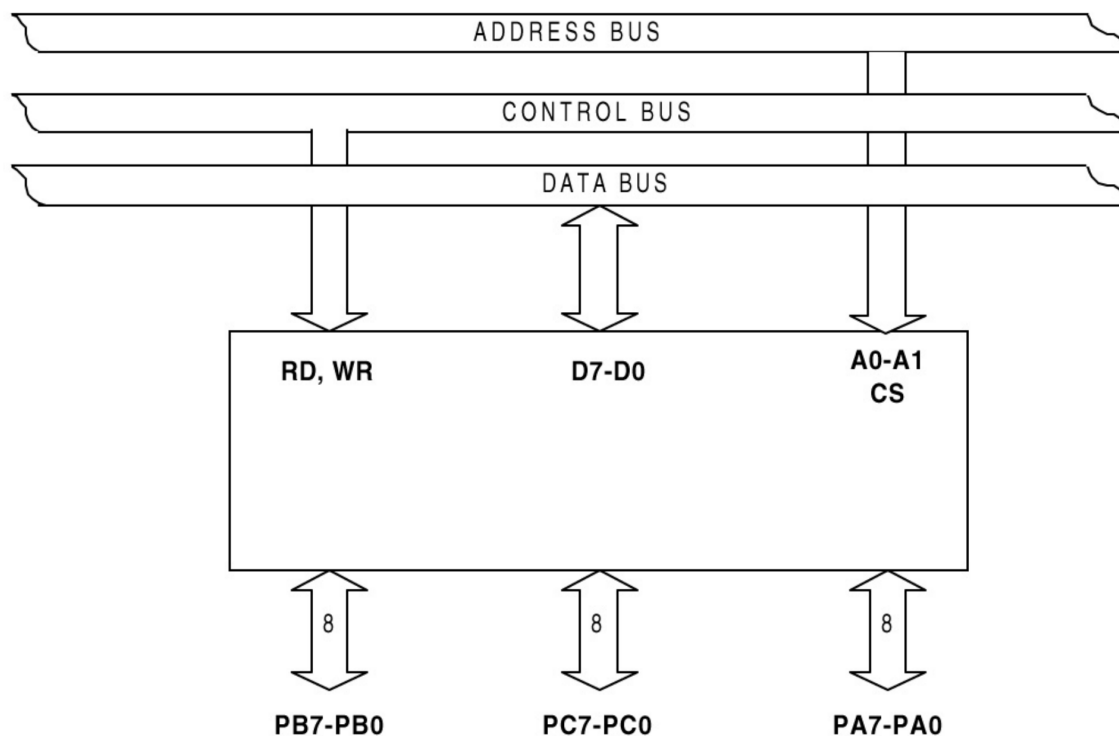 ADDRESS BUS
CONTROL BUS
DATA BUS
RD, WR
D7-D0
A0-A1
CS
8
8
8
PB7-PB0
PC7-PC0
PA7-PA0